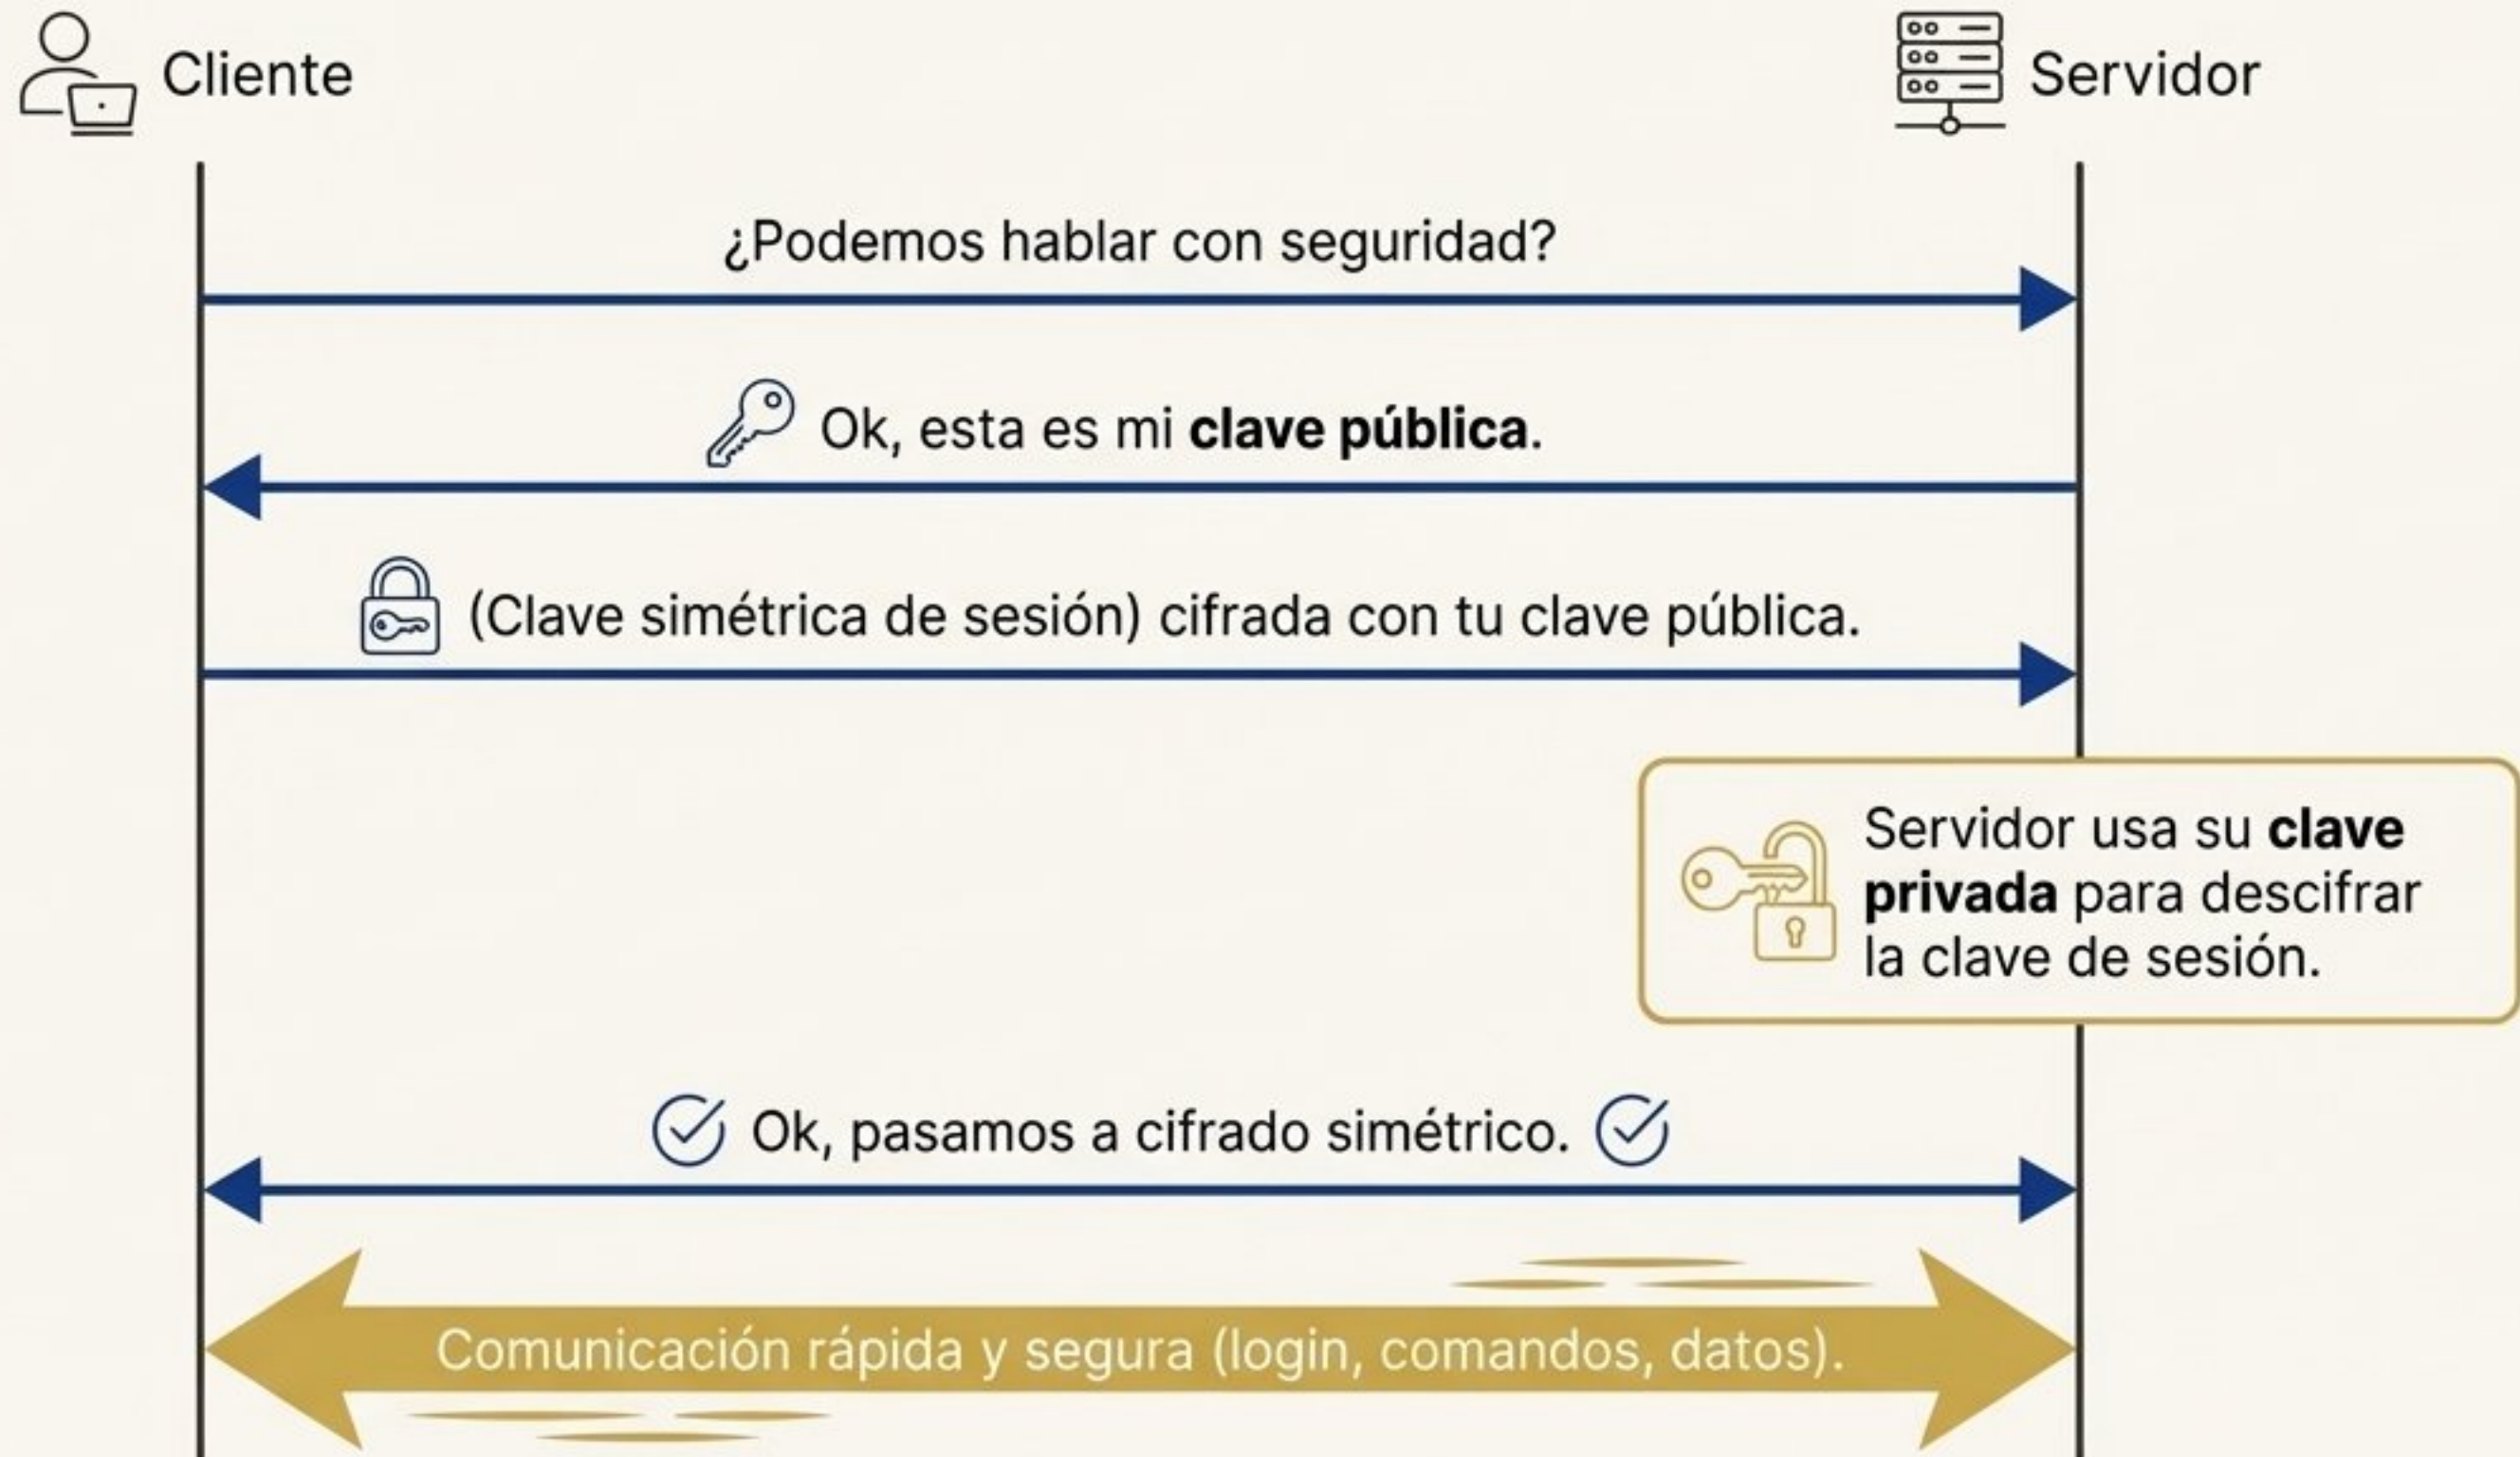 Cliente
Servidor
¿Podemos hablar con seguridad?
Ok, esta es mi clave pública.
(Clave simétrica de sesión) cifrada con tu clave pública.
Servidor usa su clave
privada para descifrar
la clave de sesión.
Ok, pasamos a cifrado simétrico.
Comunicación rápida y segura (login, comandos, datos).